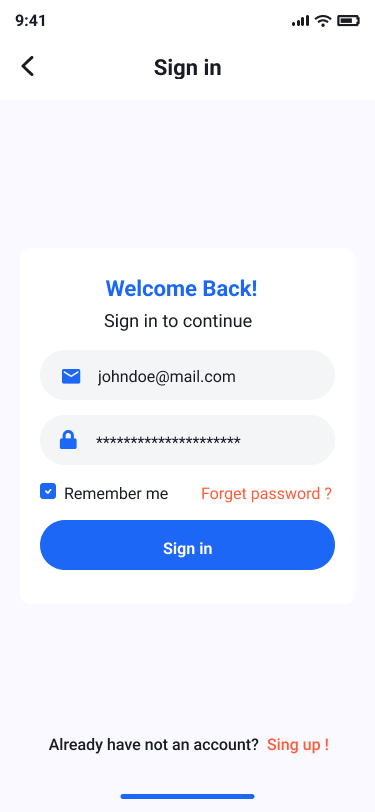 9:41
Sign in
Welcome Back!
Sign in to continue
johndoe@mail.com
*********************
Remember me Forget password ?
Sign in
Already have not an account? Sing up !